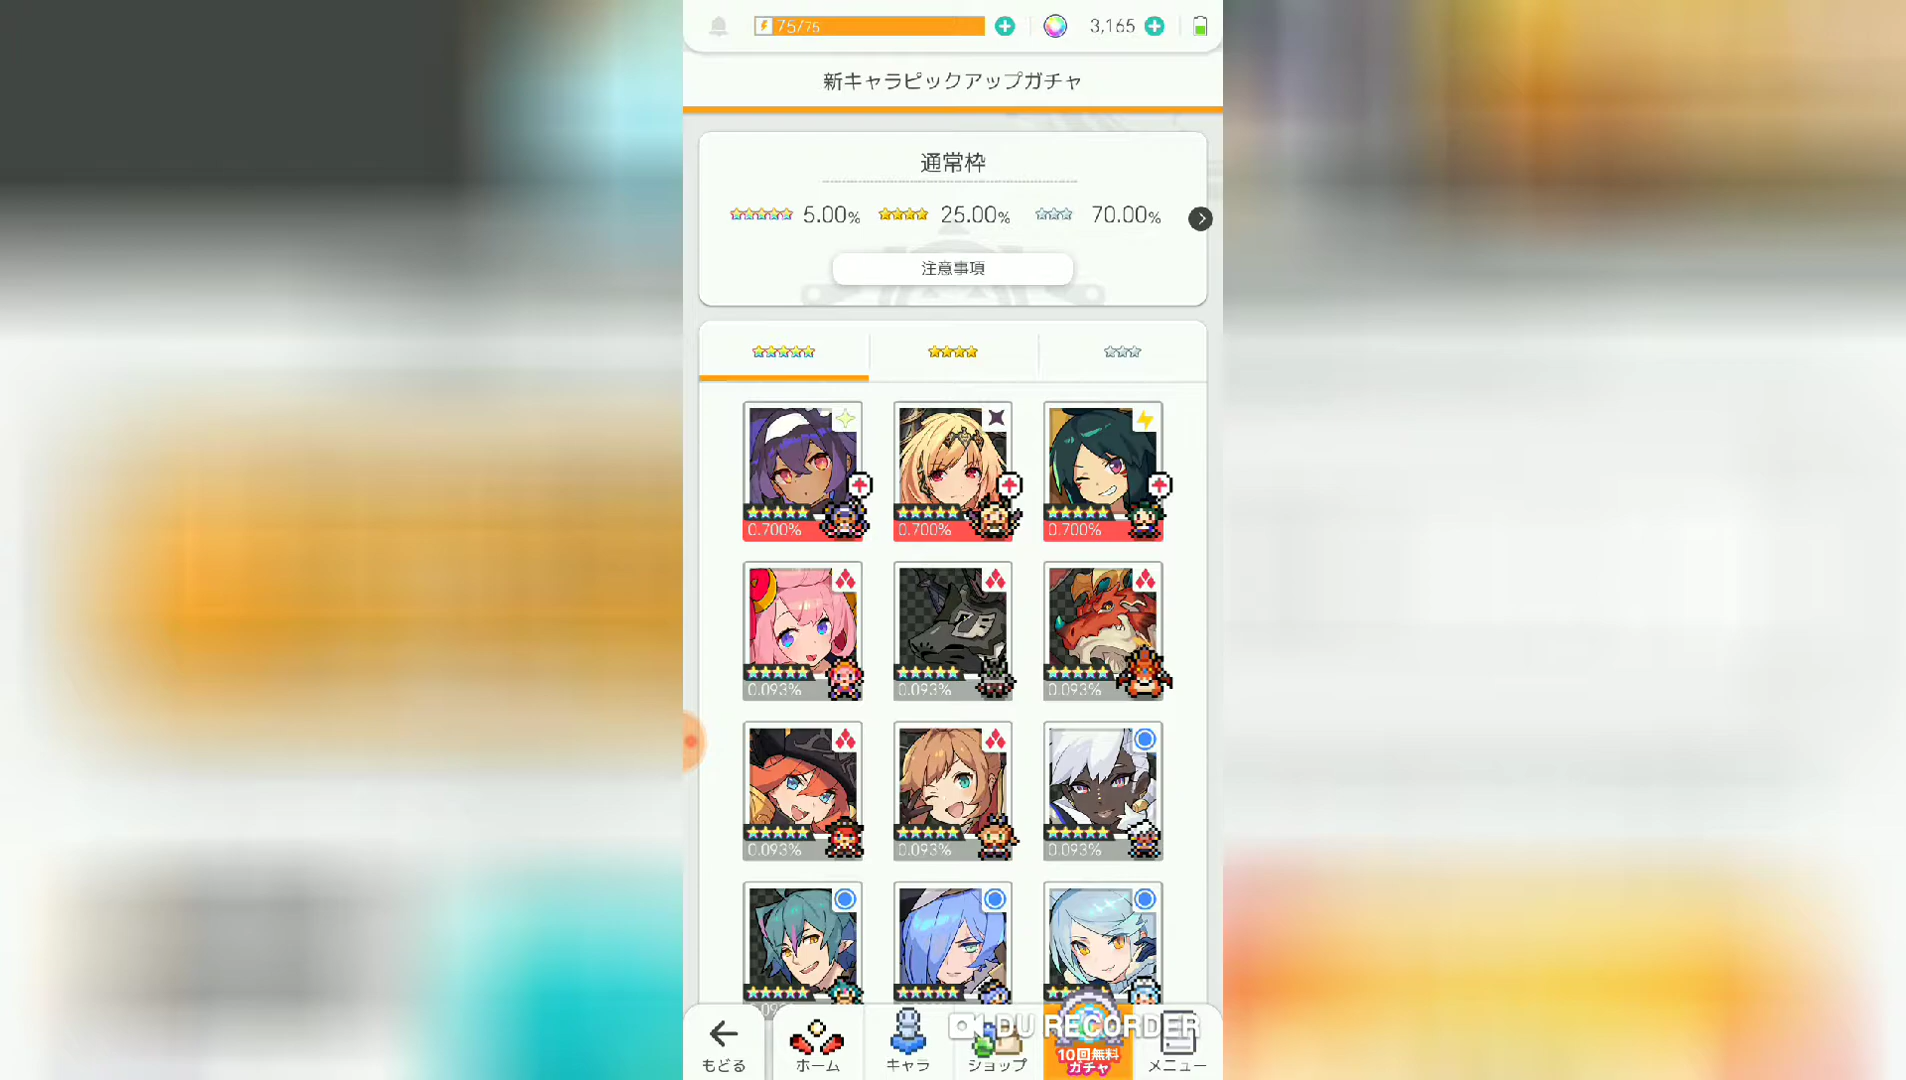 75/75
3,165
新キャラピックアップガチャ
通常枠
5.00% 25.00% 70.00%
注意事項
0.700% 0.700% 0.700%
0.093% 0.093% 0.093%
0.093% 0.093% 0.093%
DU RECORDER
10回無料
ガチャ
もどる ホーム キャラ ショップ メニュー